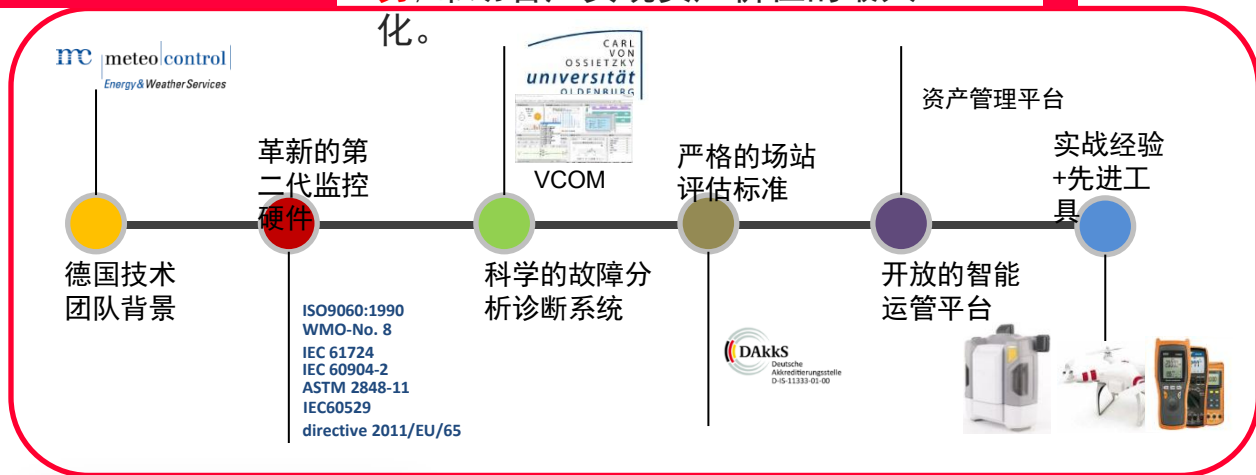 化。
mc meteo control
Energy & Weather Services
CARL
VON
OSSIETZKY
universität
OLDENBURG
VCOM
资产管理平台
革新的第
二代监控
硬件
严格的场站
评估标准
实战经验
+先进工
具
德国技术
团队背景
科学的故障分
析诊断系统
开放的智能
运管平台
ISO9060:1990
WMO-No. 8
IEC 61724
IEC 60904-2
ASTM 2848-11
IEC60529
directive 2011/EU/65
DAkkS
Deutsche
Akkreditierungsstelle
D-IS-11333-01-00